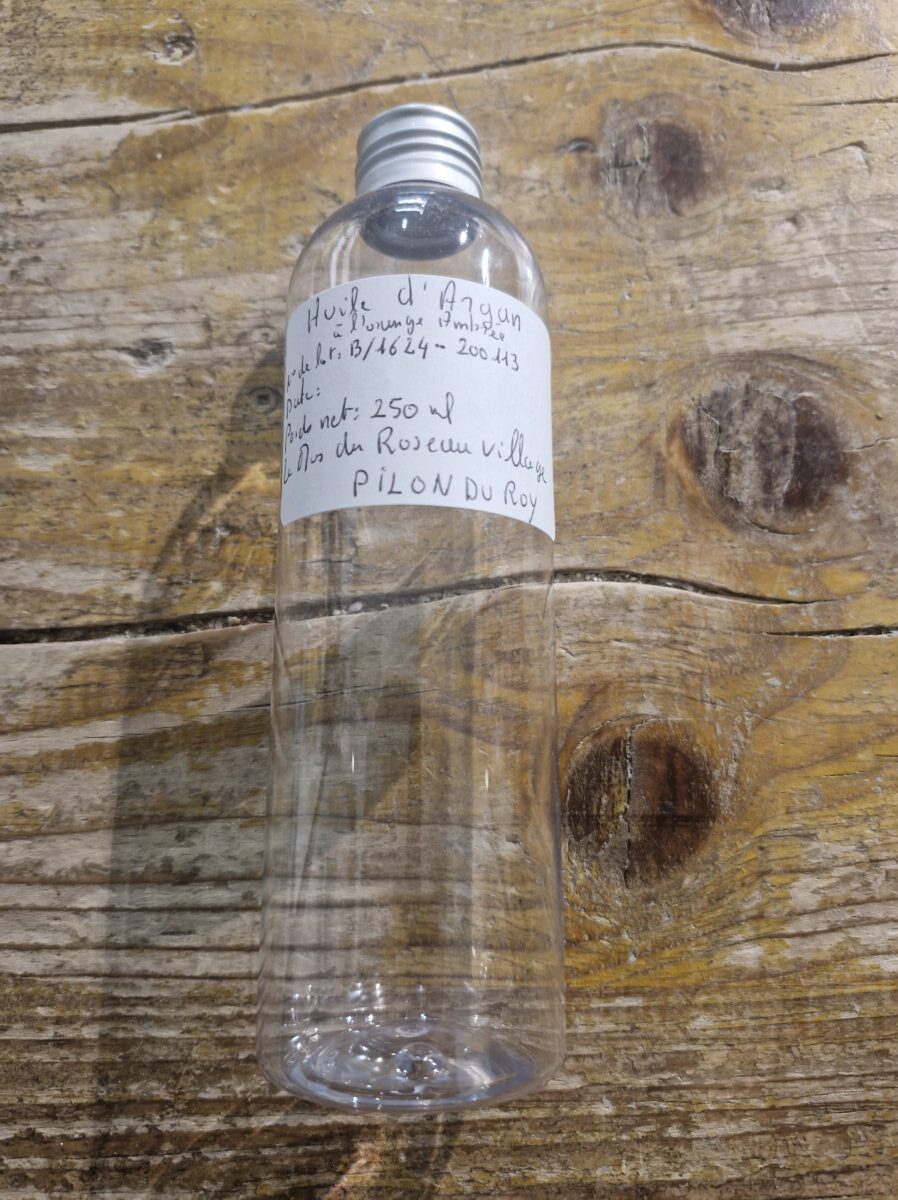 Huile d'Argan
à l'orange Ambrée
N° de lot: B/1624 - 200113
Date:
Poids net: 250 ml
Le Mas du Roseau village
PILON DU ROY